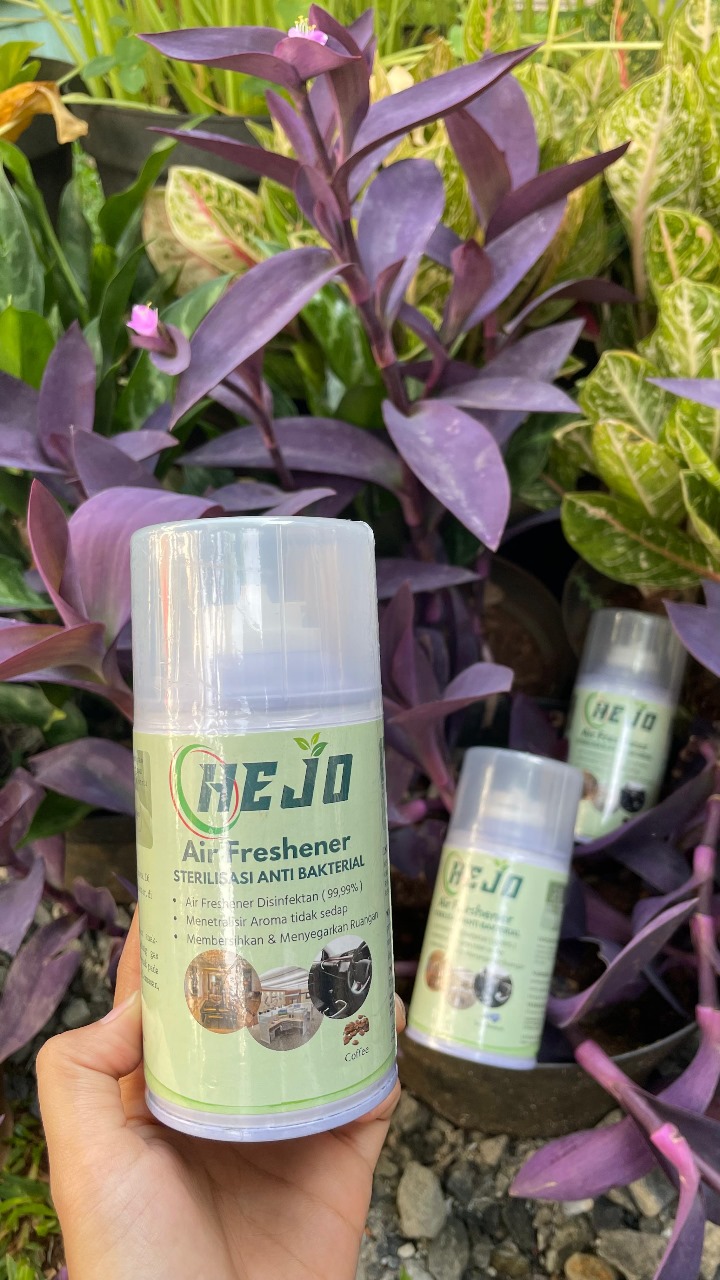 HEJO
Air Freshener
STERILISASI ANTI BAKTERIAL
• Air Freshener Disinfektan ( 99,99% )
• Menetralisir Aroma tidak sedap
• Membersihkan & Menyegarkan Ruangan
Coffee
HEJO
Air Freshener
HEJO
Air Freshener